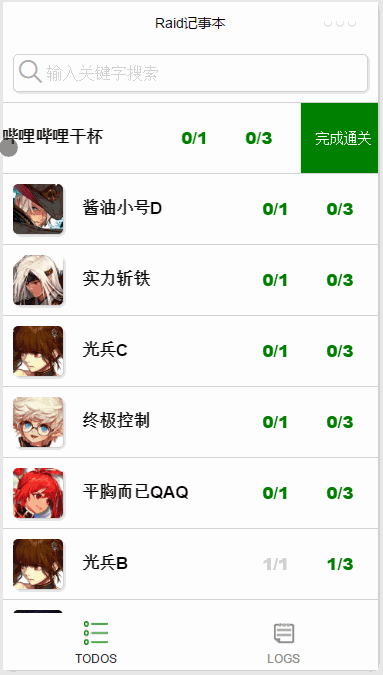 Raid记事本
输入关键字搜索
哔哩哔哩干杯 0/1 0/3 完成通关
酱油小号D 0/1 0/3
实力斩铁 0/1 0/3
光兵C 0/1 0/3
终极控制 0/1 0/3
平胸而已QAQ 0/1 0/3
光兵B 1/1 1/3
TODOS LOGS